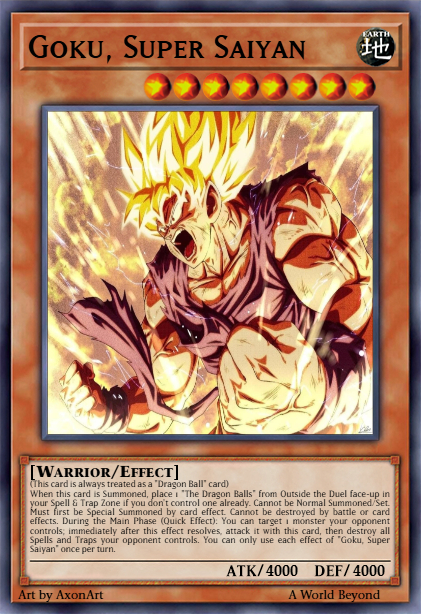 Goku, Super Saiyan
EARTH
地
[Warrior/Effect]
(This card is always treated as a "Dragon Ball" card)
When this card is Summoned, place 1 "The Dragon Balls" from Outside the Duel face-up in
your Spell & Trap Zone if you don't control one already. Cannot be Normal Summoned/Set.
Must first be Special Summoned by card effect. Cannot be destroyed by battle or card
effects. During the Main Phase (Quick Effect): You can target 1 monster your opponent
controls; immediately after this effect resolves, attack it with this card, then destroy all
Spells and Traps your opponent controls. You can only use each effect of "Goku, Super
Saiyan" once per turn.
ATK/4000 DEF/4000
Art by AxonArt A World Beyond